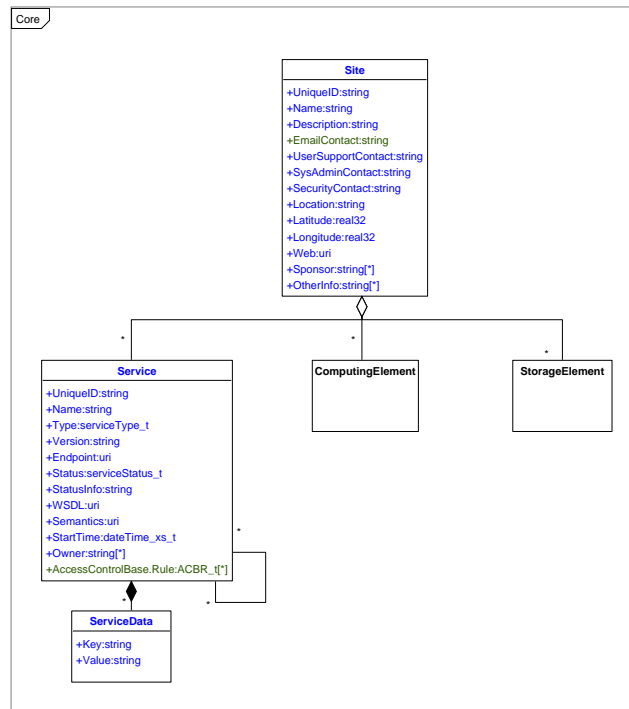 Core
Site
+UniqueID:string
+Name:string
+Description:string
+EmailContact:string
+UserSupportContact:string
+SysAdminContact:string
+SecurityContact:string
+Location:string
+Latitude:real32
+Longitude:real32
+Web:uri
+Sponsor:string[*]
+OtherInfo:string[*]
* * *
Service
+UniqueID:string
+Name:string
+Type:serviceType_t
+Version:string
+Endpoint:uri
+Status:serviceStatus_t
+StatusInfo:string
+WSDL:uri
+Semantics:uri
+StartTime:dateTime_xs_t
+Owner:string[*]
+AccessControlBase.Rule:ACBR_t[*]
ComputingElement
StorageElement
*
*
*
ServiceData
+Key:string
+Value:string